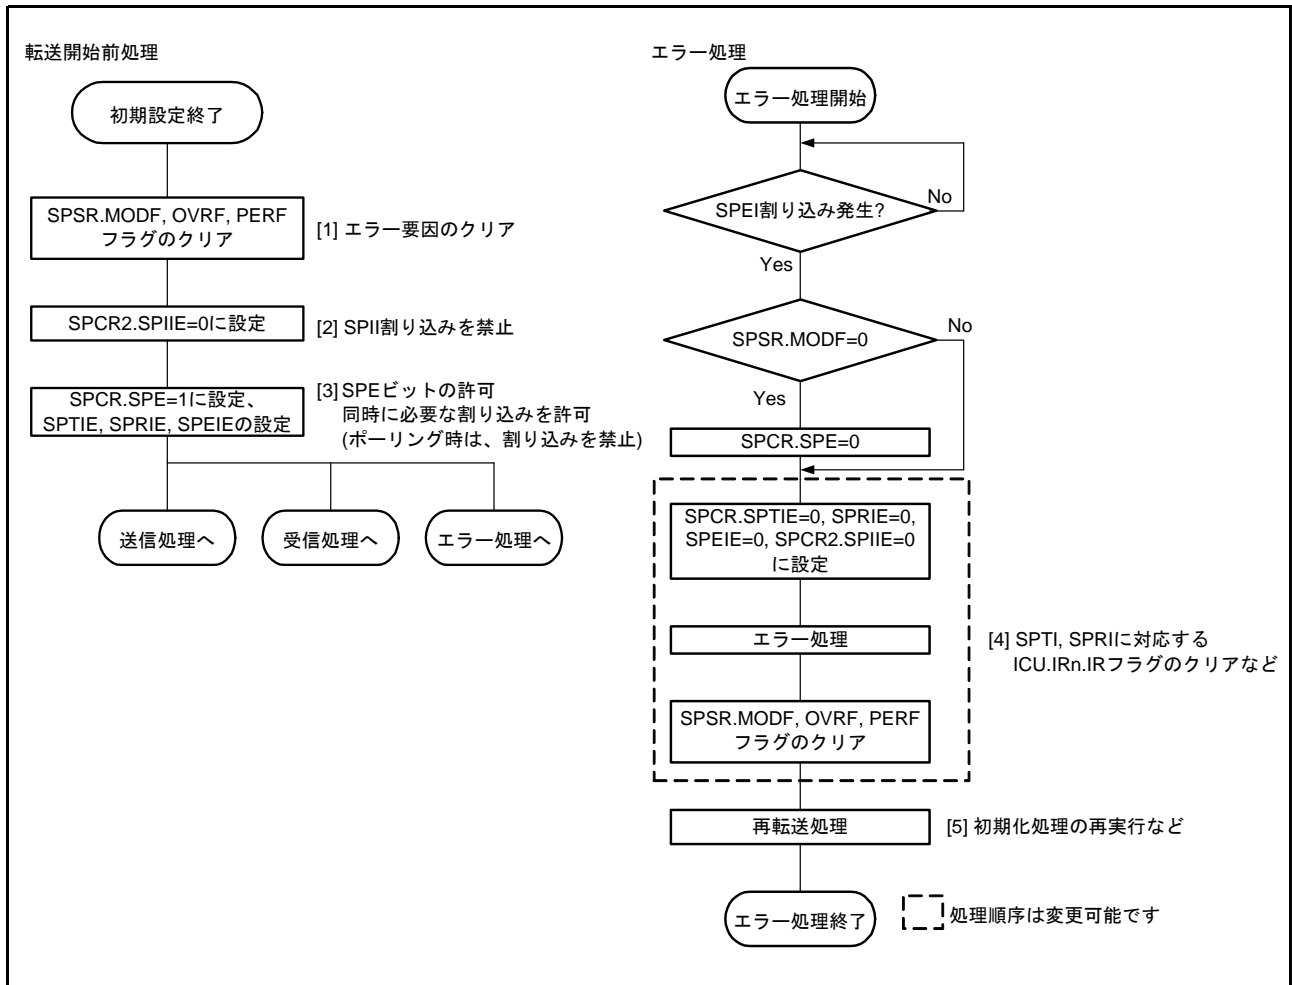 転送開始前処理
初期設定終了
SPSR.MODF, OVRF, PERF
フラグのクリア
[1] エラー要因のクリア
SPCR2.SPIIE=0に設定
[2] SPII割り込みを禁止
SPCR.SPE=1に設定、
SPTIE, SPRIE, SPEIEの設定
[3] SPEビットの許可
同時に必要な割り込みを許可
(ポーリング時は、割り込みを禁止)
送信処理へ
受信処理へ
エラー処理へ
エラー処理
エラー処理開始
SPEI割り込み発生?
No
Yes
SPSR.MODF=0
No
Yes
SPCR.SPE=0
SPCR.SPTIE=0, SPRIE=0,
SPEIE=0, SPCR2.SPIIE=0
に設定
エラー処理
[4] SPTI, SPRIに対応する
ICU.IRn.IRフラグのクリアなど
SPSR.MODF, OVRF, PERF
フラグのクリア
再転送処理
[5] 初期化処理の再実行など
エラー処理終了
処理順序は変更可能です